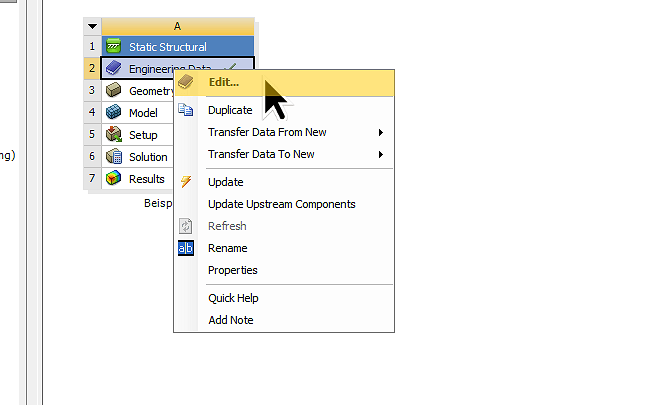 A
1 Static Structural
2 Engineering Data
Edit...
3 Geometry
Duplicate
4 Model
Transfer Data From New
5 Setup
Transfer Data To New
6 Solution
7 Results
Update
Beisp
Update Upstream Components
Refresh
a|b Rename
Properties
Quick Help
Add Note
ng)